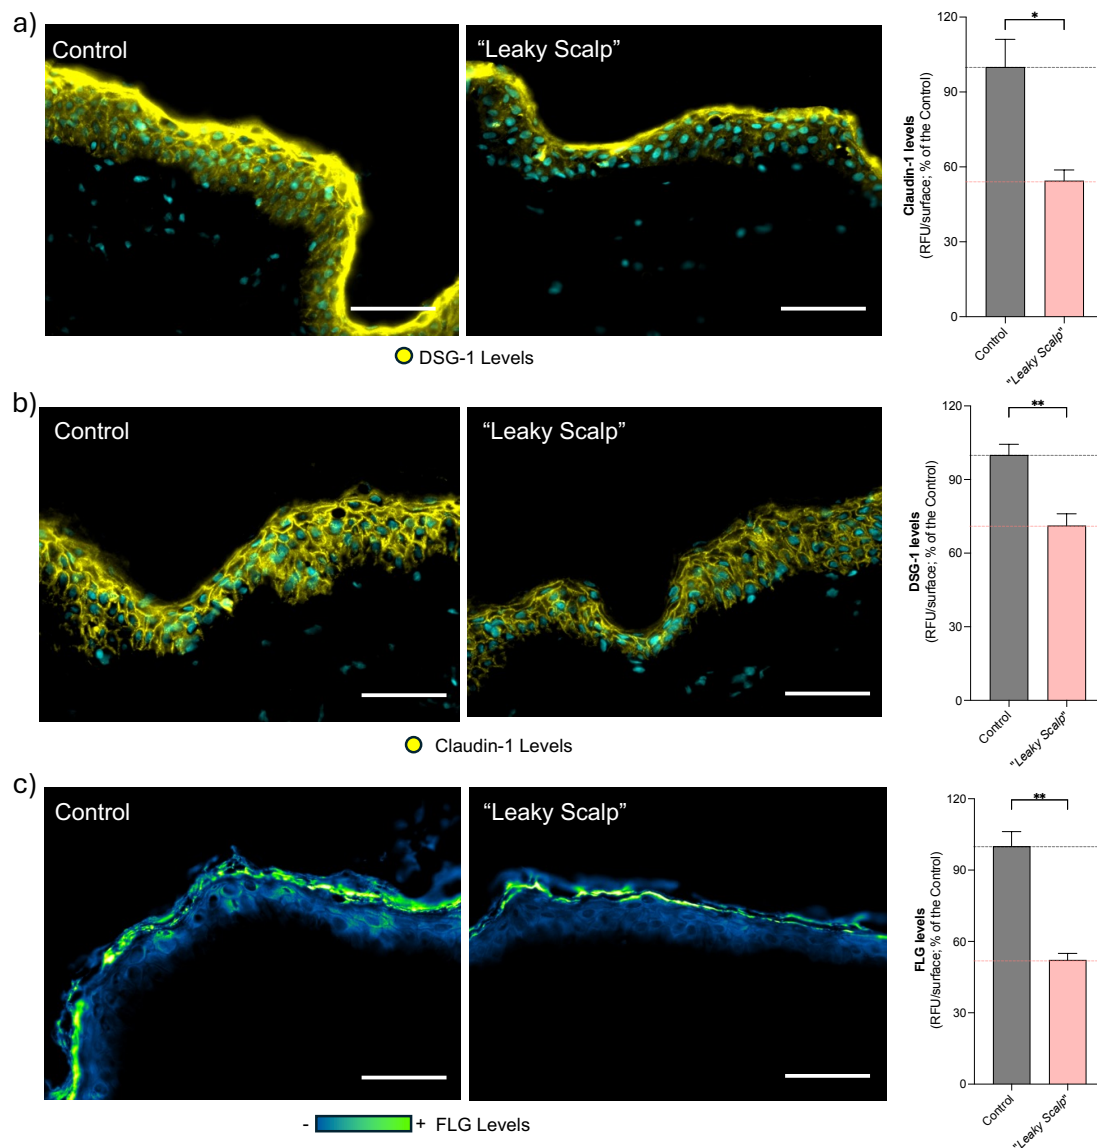 a)
Control
“Leaky Scalp”
DSG-1 Levels
Claudin-1 levels
(RFU/surface; % of the Control)
120
90
60
30
0
*
Control
"Leaky Scalp"
b)
Control
“Leaky Scalp”
Claudin-1 Levels
DSG-1 levels
(RFU/surface; % of the Control)
120
90
60
30
0
**
Control
"Leaky Scalp"
c)
Control
“Leaky Scalp”
- + FLG Levels
FLG levels
(RFU/surface; % of the Control)
120
90
60
30
0
**
Control
"Leaky Scalp"